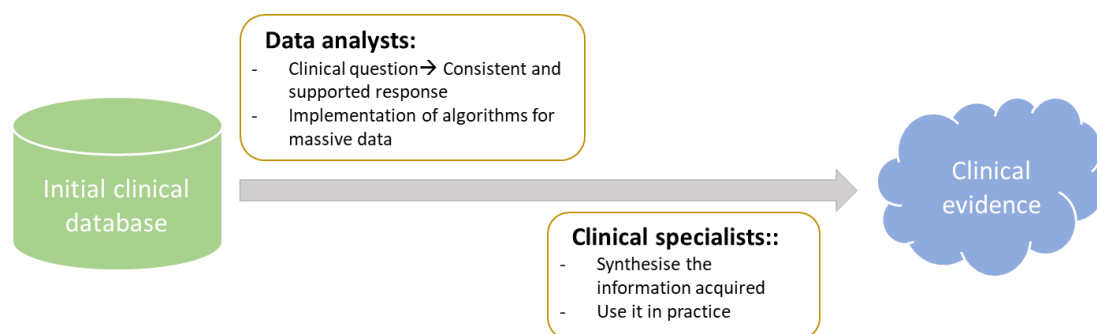 Data analysts:
- Clinical question→ Consistent and
supported response
- Implementation of algorithms for
massive data
Initial clinical
database
Clinical
evidence
Clinical specialists::
- Synthesise the
information acquired
- Use it in practice